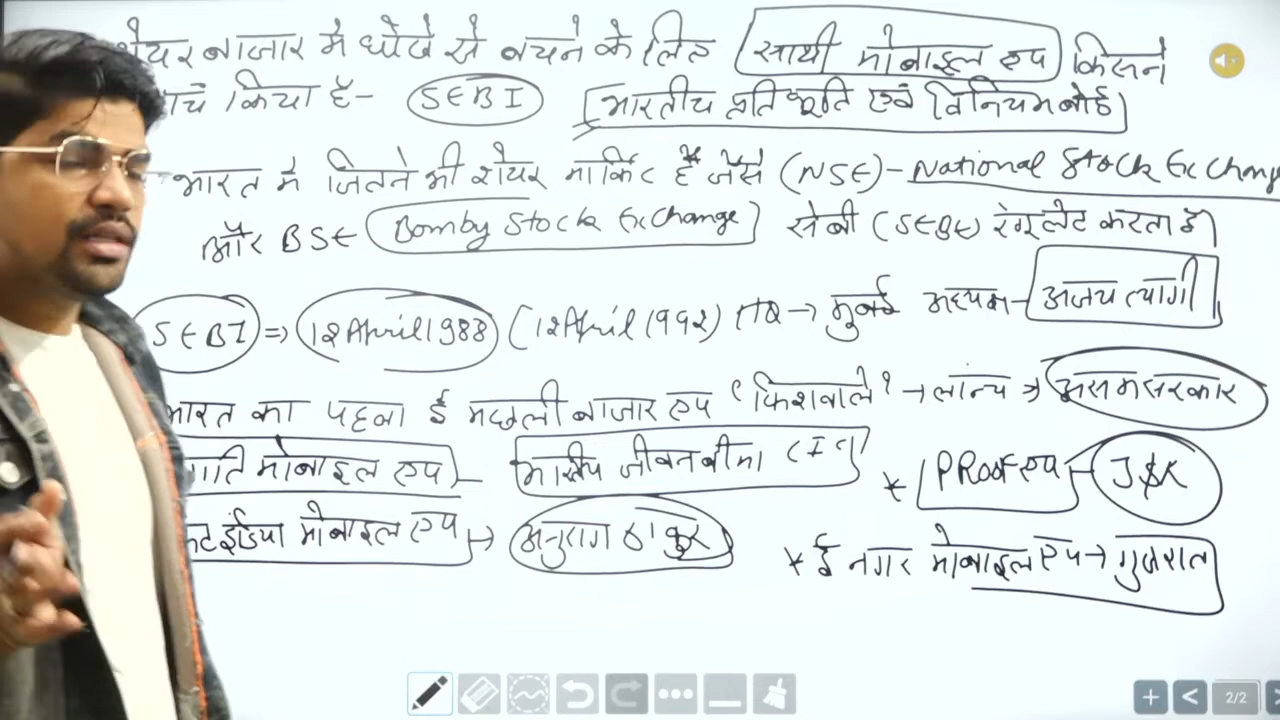 शेयर बाजार मे धोखे से बचने के लिए साथी मोबाइल एप किसने
किया है- SEBI भारतीय प्रतिभूति एवं विनियम बोर्ड
भारत मे जितने भी शेयर मार्किट है जैसे (NSE)- National Stock Exchange
और BSE Bomby Stock Exchange सेबी (SEBI) रेगुलेट करता है।
SEBI ⇒ 12 April 1988 (12 April 1992) HQ → मुंबई अध्यक्ष- अजय त्यागी
भारत का पहला ई मछली बाजार एप 'फिशवाले' → लॉन्च → असम सरकार
मोबाइल एप - भारतीय जीवन बीमा
* PROOF एप - J&K
इंडिया मोबाइल एप → अनुराग ठाकुर
* ई नगर मोबाइल एप → गुजरात
2/2